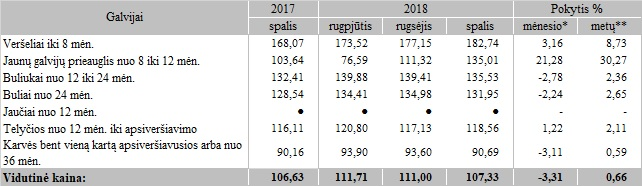 Galvijai 2017 2018 Pokytis %
spalis rugpjūtis rugsėjis spalis mėnesio* metų**
Veršeliai iki 8 mėn. 168,07 173,52 177,15 182,74 3,16 8,73
Jaunų galvijų prieauglis nuo 8 iki 12 mėn. 103,64 76,59 111,32 135,01 21,28 30,27
Buliukai nuo 12 iki 24 mėn. 132,41 139,88 139,41 135,53 -2,78 2,36
Buliai nuo 24 mėn. 128,54 134,41 134,98 131,95 -2,24 2,65
Jaučiai nuo 12 mėn. ● ● ● ● - -
Telyčios nuo 12 mėn. iki apsiveršiavimo 116,11 120,80 117,13 118,56 1,22 2,11
Karvės bent vieną kartą apsiveršiavusios arba nuo
36 mėn. 90,16 93,90 93,60 90,69 -3,11 0,59
Vidutinė kaina: 106,63 111,71 111,00 107,33 -3,31 0,66